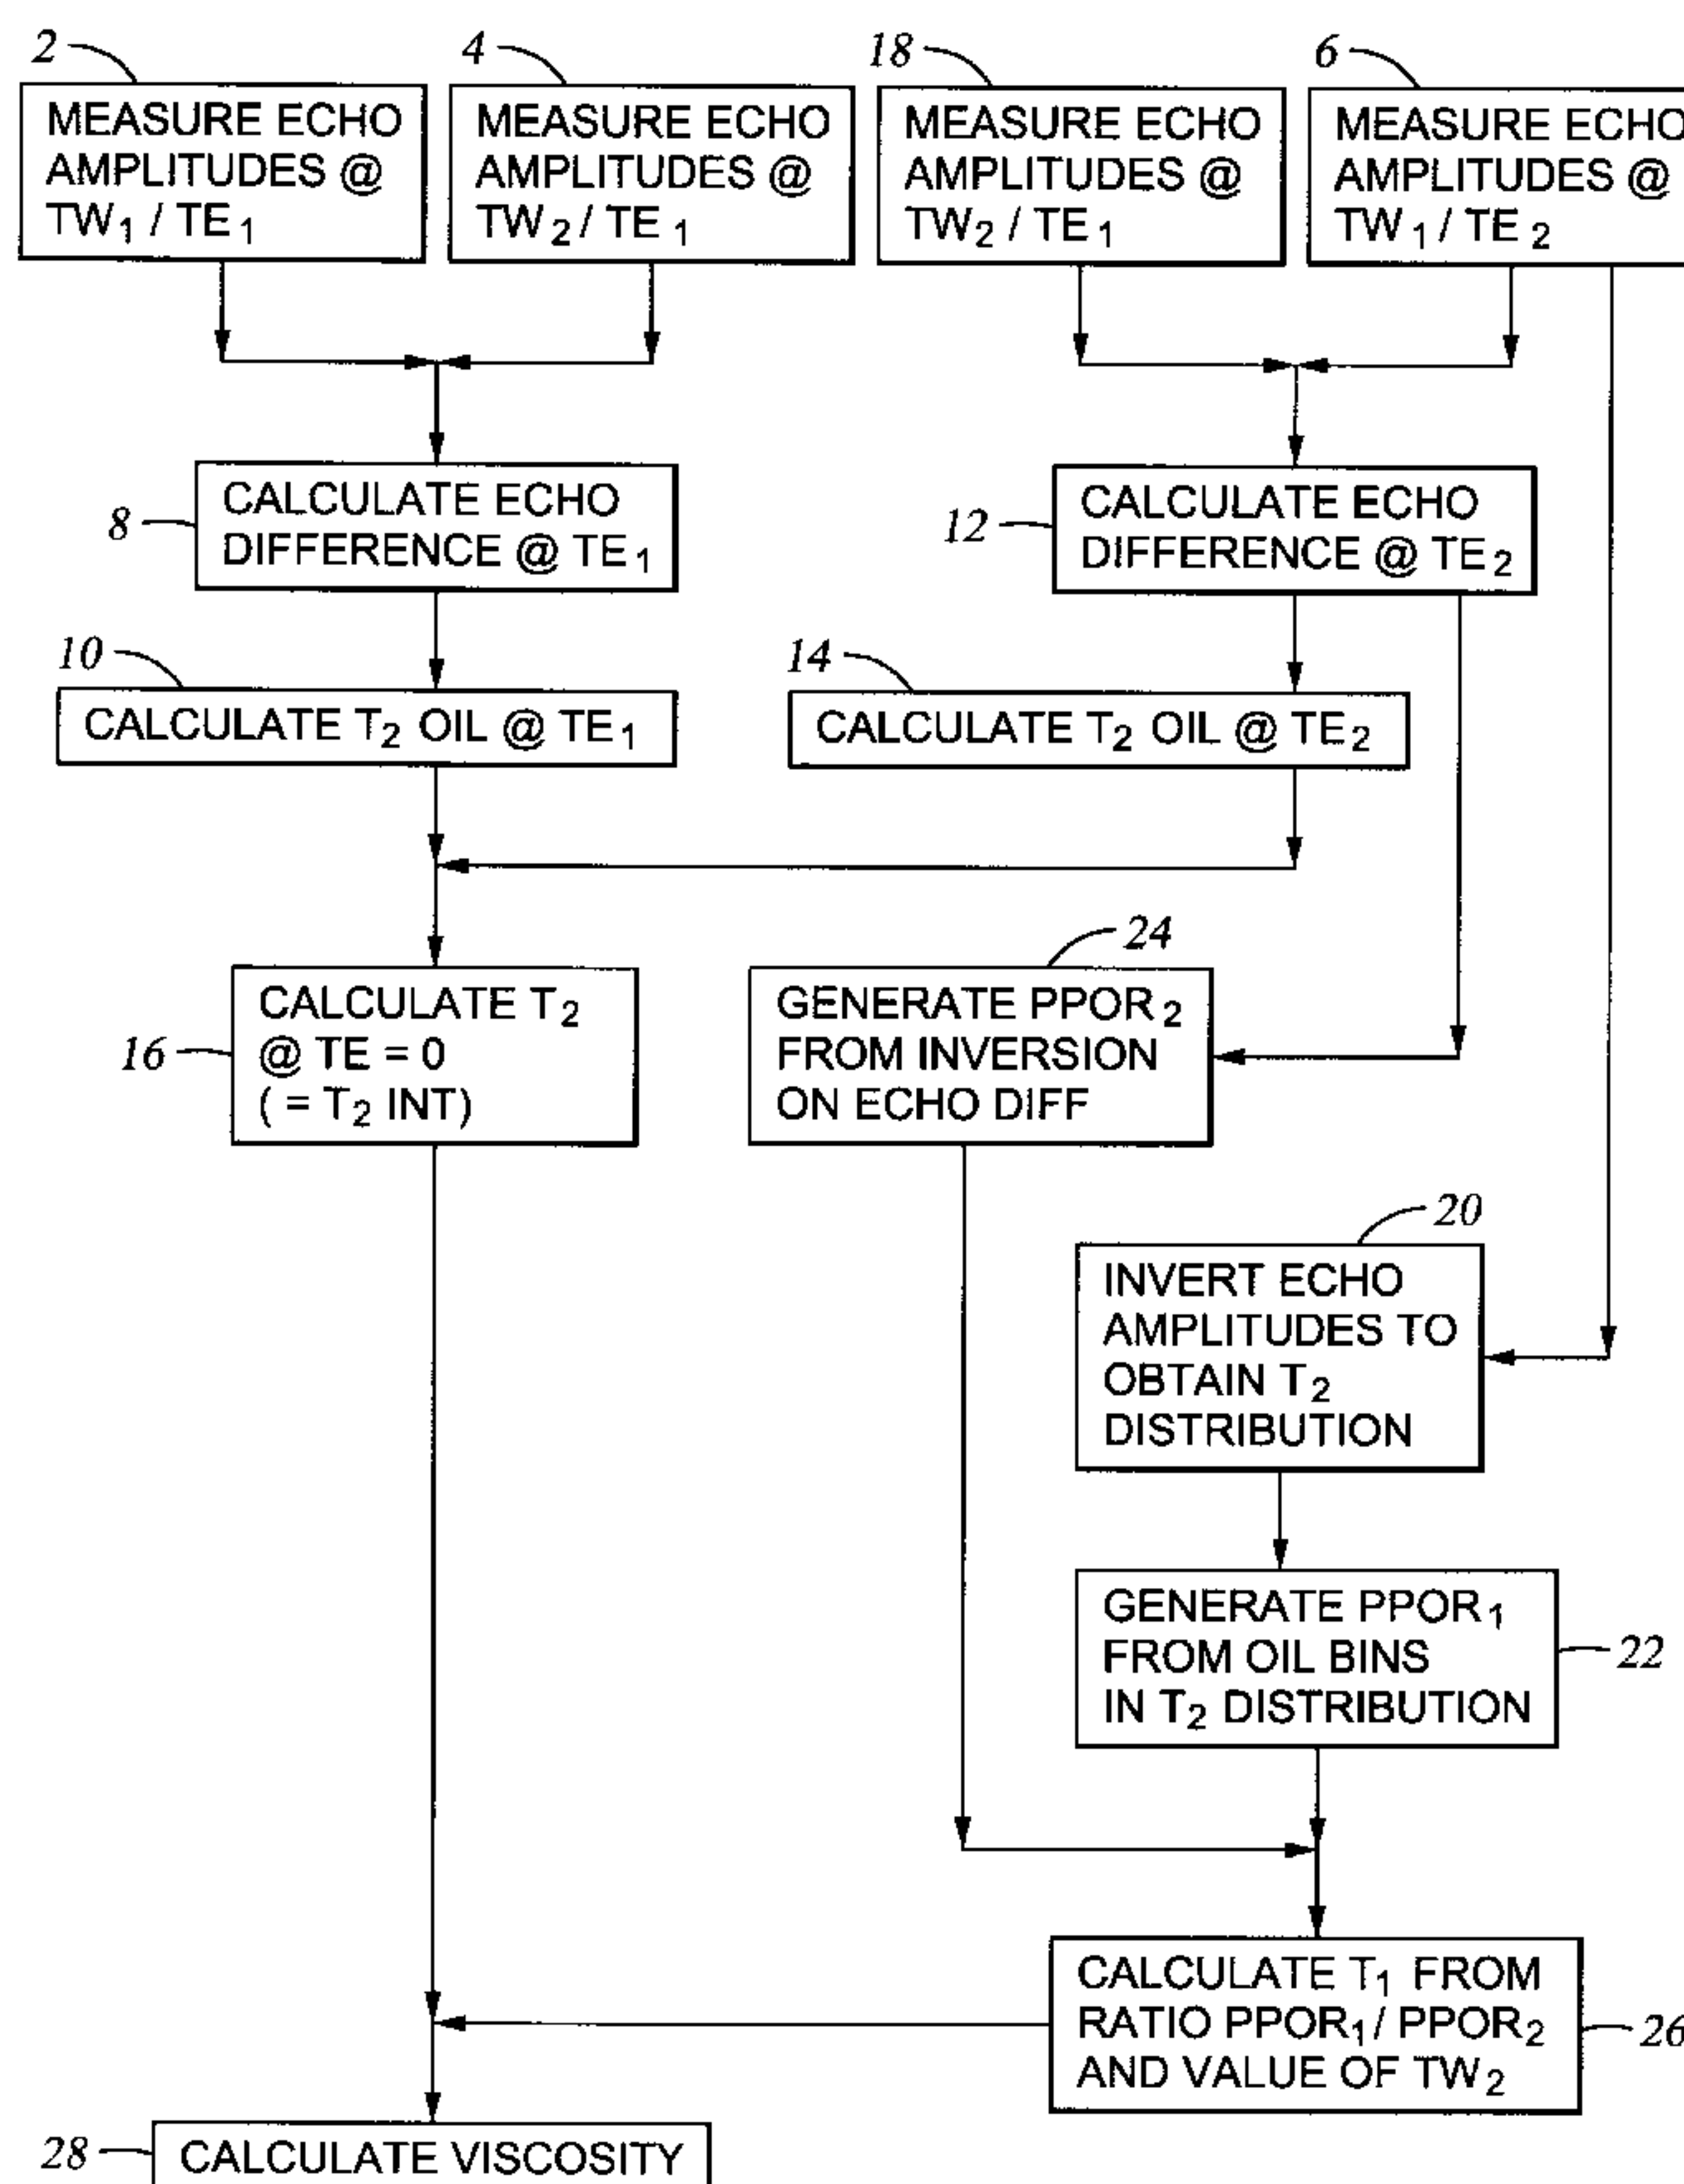 2
MEASURE ECHO
AMPLITUDES @
TW₁ / TE₁
4
MEASURE ECHO
AMPLITUDES @
TW₂ / TE₁
18
MEASURE ECHO
AMPLITUDES @
TW₂ / TE₁
6
MEASURE ECHO
AMPLITUDES @
TW₁ / TE₂
8
CALCULATE ECHO
DIFFERENCE @ TE₁
12
CALCULATE ECHO
DIFFERENCE @ TE₂
10
CALCULATE T₂ OIL @ TE₁
14
CALCULATE T₂ OIL @ TE₂
16
CALCULATE T₂
@ TE = 0
( = T₂ INT)
24
GENERATE PPOR₂
FROM INVERSION
ON ECHO DIFF
20
INVERT ECHO
AMPLITUDES TO
OBTAIN T₂
DISTRIBUTION
GENERATE PPOR₁
FROM OIL BINS
IN T₂ DISTRIBUTION
22
CALCULATE T₁ FROM
RATIO PPOR₁ / PPOR₂
AND VALUE OF TW₂
26
28
CALCULATE VISCOSITY